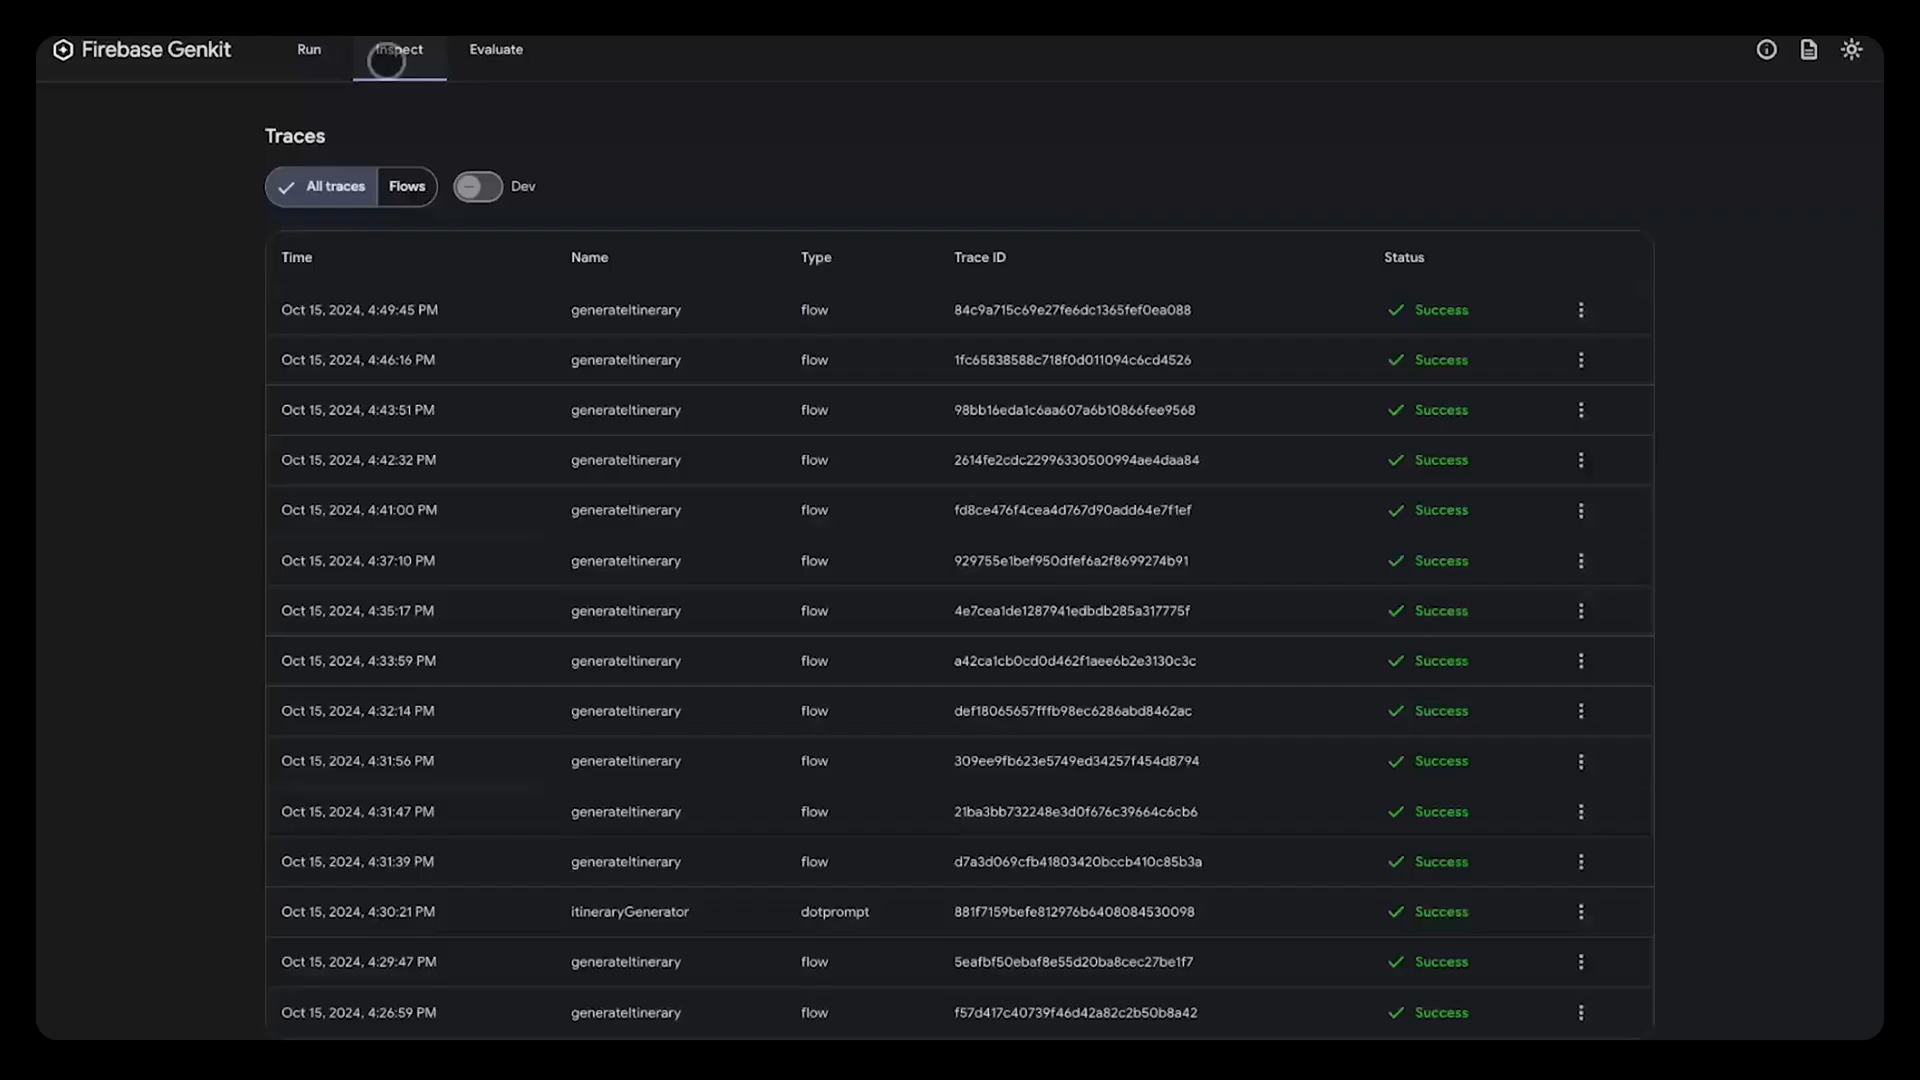 Firebase Genkit Run Inspect Evaluate
Traces
All traces Flows Dev
Time Name Type Trace ID Status
Oct 15, 2024, 4:49:45 PM generateItinerary flow 84c9a715c69e27fe6dc1365fef0ea088 Success
Oct 15, 2024, 4:46:16 PM generateItinerary flow 1fc65838588c718f0d011094c6cd4526 Success
Oct 15, 2024, 4:43:51 PM generateItinerary flow 98bb16eda1c6aa607a6b10866fee9568 Success
Oct 15, 2024, 4:42:32 PM generateItinerary flow 2614fe2cdc22996330500994ae4daa84 Success
Oct 15, 2024, 4:41:00 PM generateItinerary flow fd8ce476f4cea4d767d90add64e7f1ef Success
Oct 15, 2024, 4:37:10 PM generateItinerary flow 929755e1bef950dfef6a2f8699274b91 Success
Oct 15, 2024, 4:35:17 PM generateItinerary flow 4e7cea1de1287941edbdb285a317775f Success
Oct 15, 2024, 4:33:59 PM generateItinerary flow a42ca1cb0cd0d462f1aee6b2e3130c3c Success
Oct 15, 2024, 4:32:14 PM generateItinerary flow def18065657fffb98ec6286abd8462ac Success
Oct 15, 2024, 4:31:56 PM generateItinerary flow 309ee9fb623e5749ed34257f454d8794 Success
Oct 15, 2024, 4:31:47 PM generateItinerary flow 21ba3bb732248e3d0f676c39664c6cb6 Success
Oct 15, 2024, 4:31:39 PM generateItinerary flow d7a3d069cfb41803420bccb410c85b3a Success
Oct 15, 2024, 4:30:21 PM itineraryGenerator dotprompt 881f7159befe812976b6408084530098 Success
Oct 15, 2024, 4:29:47 PM generateItinerary flow 5eafbf50ebaf8e55d20ba8cec27be1f7 Success
Oct 15, 2024, 4:26:59 PM generateItinerary flow f57d417c40739f46d42a82c2b50b8a42 Success